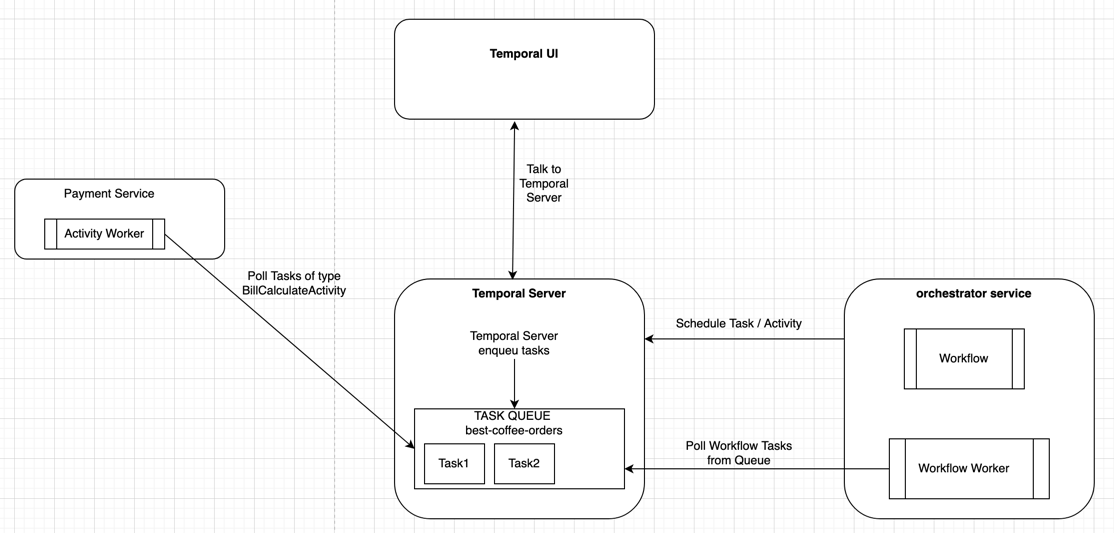 Temporal UI
Talk to
Temporal
Server
Payment Service
Activity Worker
Poll Tasks of type
BillCalculateActivity
Temporal Server
Temporal Server
enqueu tasks
TASK QUEUE
best-coffee-orders
Task1
Task2
Schedule Task / Activity
Poll Workflow Tasks
from Queue
orchestrator service
Workflow
Workflow Worker